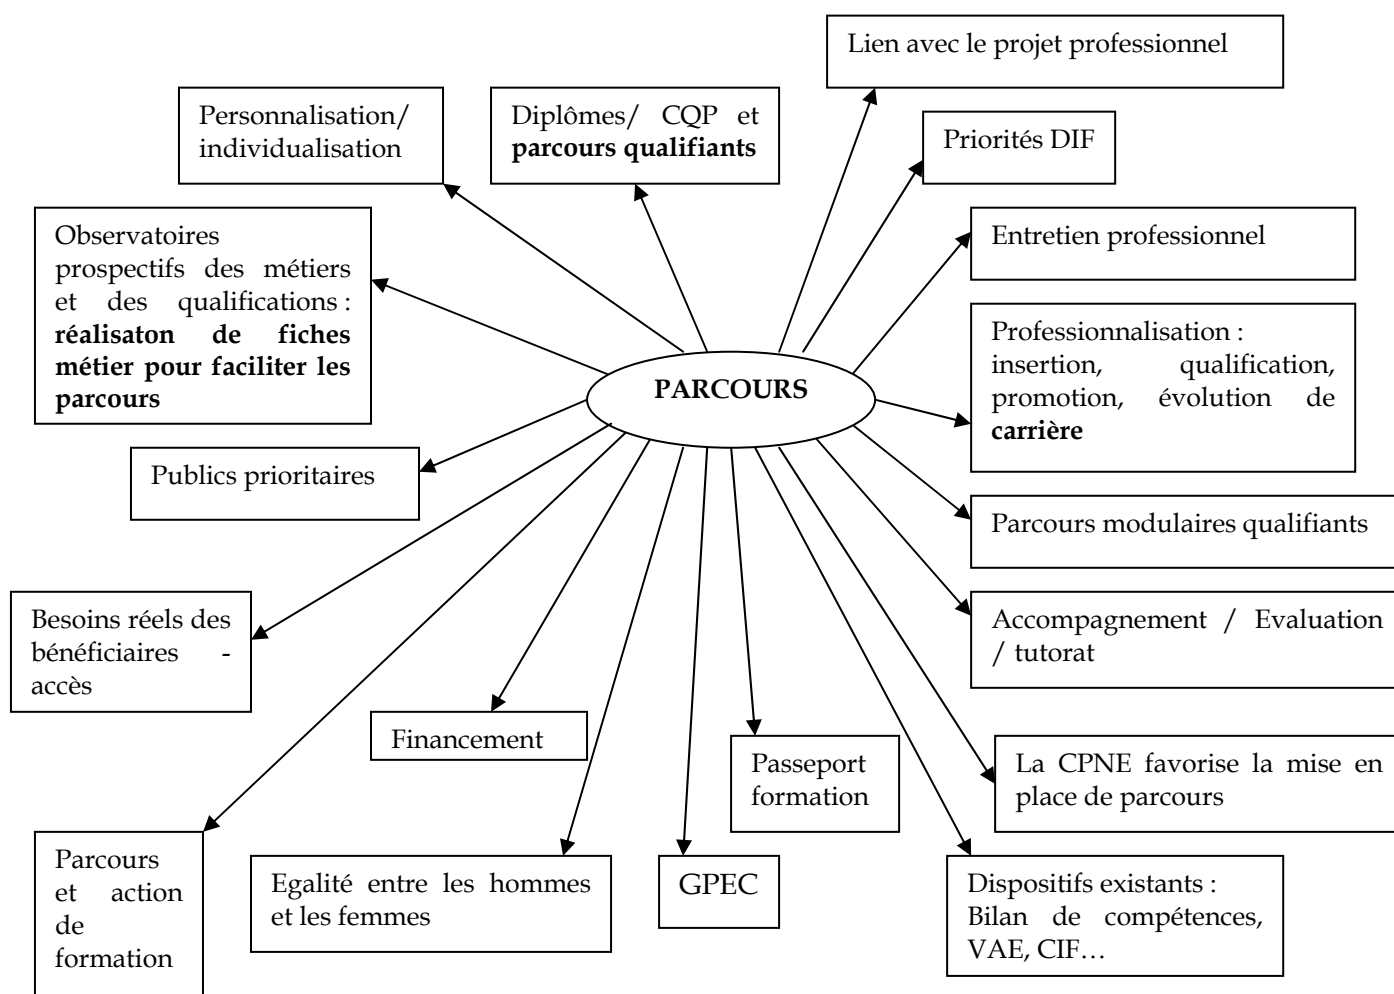 Lien avec le projet professionnel
Personnalisation/
individualisation
Diplômes/ CQP et
parcours qualifiants
Priorités DIF
Observatoires
prospectifs des métiers
et des qualifications :
réalisaton de fiches
métier pour faciliter les
parcours
Entretien professionnel
Professionnalisation :
insertion, qualification,
promotion, évolution de
carrière
PARCOURS
Publics prioritaires
Parcours modulaires qualifiants
Besoins réels des
bénéficiaires -
accès
Accompagnement / Evaluation
/ tutorat
Financement
Passeport
formation
La CPNE favorise la mise en
place de parcours
Parcours
et action
de
formation
Egalité entre les hommes
et les femmes
GPEC
Dispositifs existants :
Bilan de compétences,
VAE, CIF…